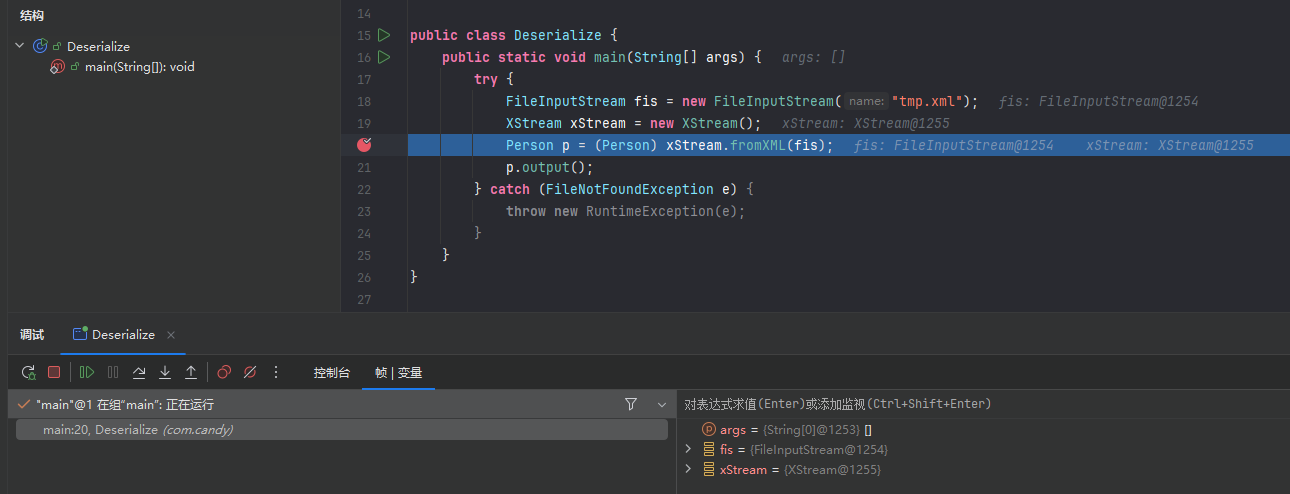 结构
Deserialize
main(String[]): void
14
15 public class Deserialize {
16 public static void main(String[] args) { args: []
17 try {
18 FileInputStream fis = new FileInputStream( name: "tmp.xml"); fis: FileInputStream@1254
19 XStream xStream = new XStream(); xStream: XStream@1255
Person p = (Person) xStream.fromXML(fis); fis: FileInputStream@1254 xStream: XStream@1255
21 p.output();
22 } catch (FileNotFoundException e) {
23 throw new RuntimeException(e);
24 }
25 }
26 }
27
调试 Deserialize ×
控制台 帧 | 变量
"main"@1 在组"main": 正在运行
main:20, Deserialize (com.candy)
对表达式求值(Enter)或添加监视(Ctrl+Shift+Enter)
args = {String[0]@1253} []
fis = {FileInputStream@1254}
xStream = {XStream@1255}